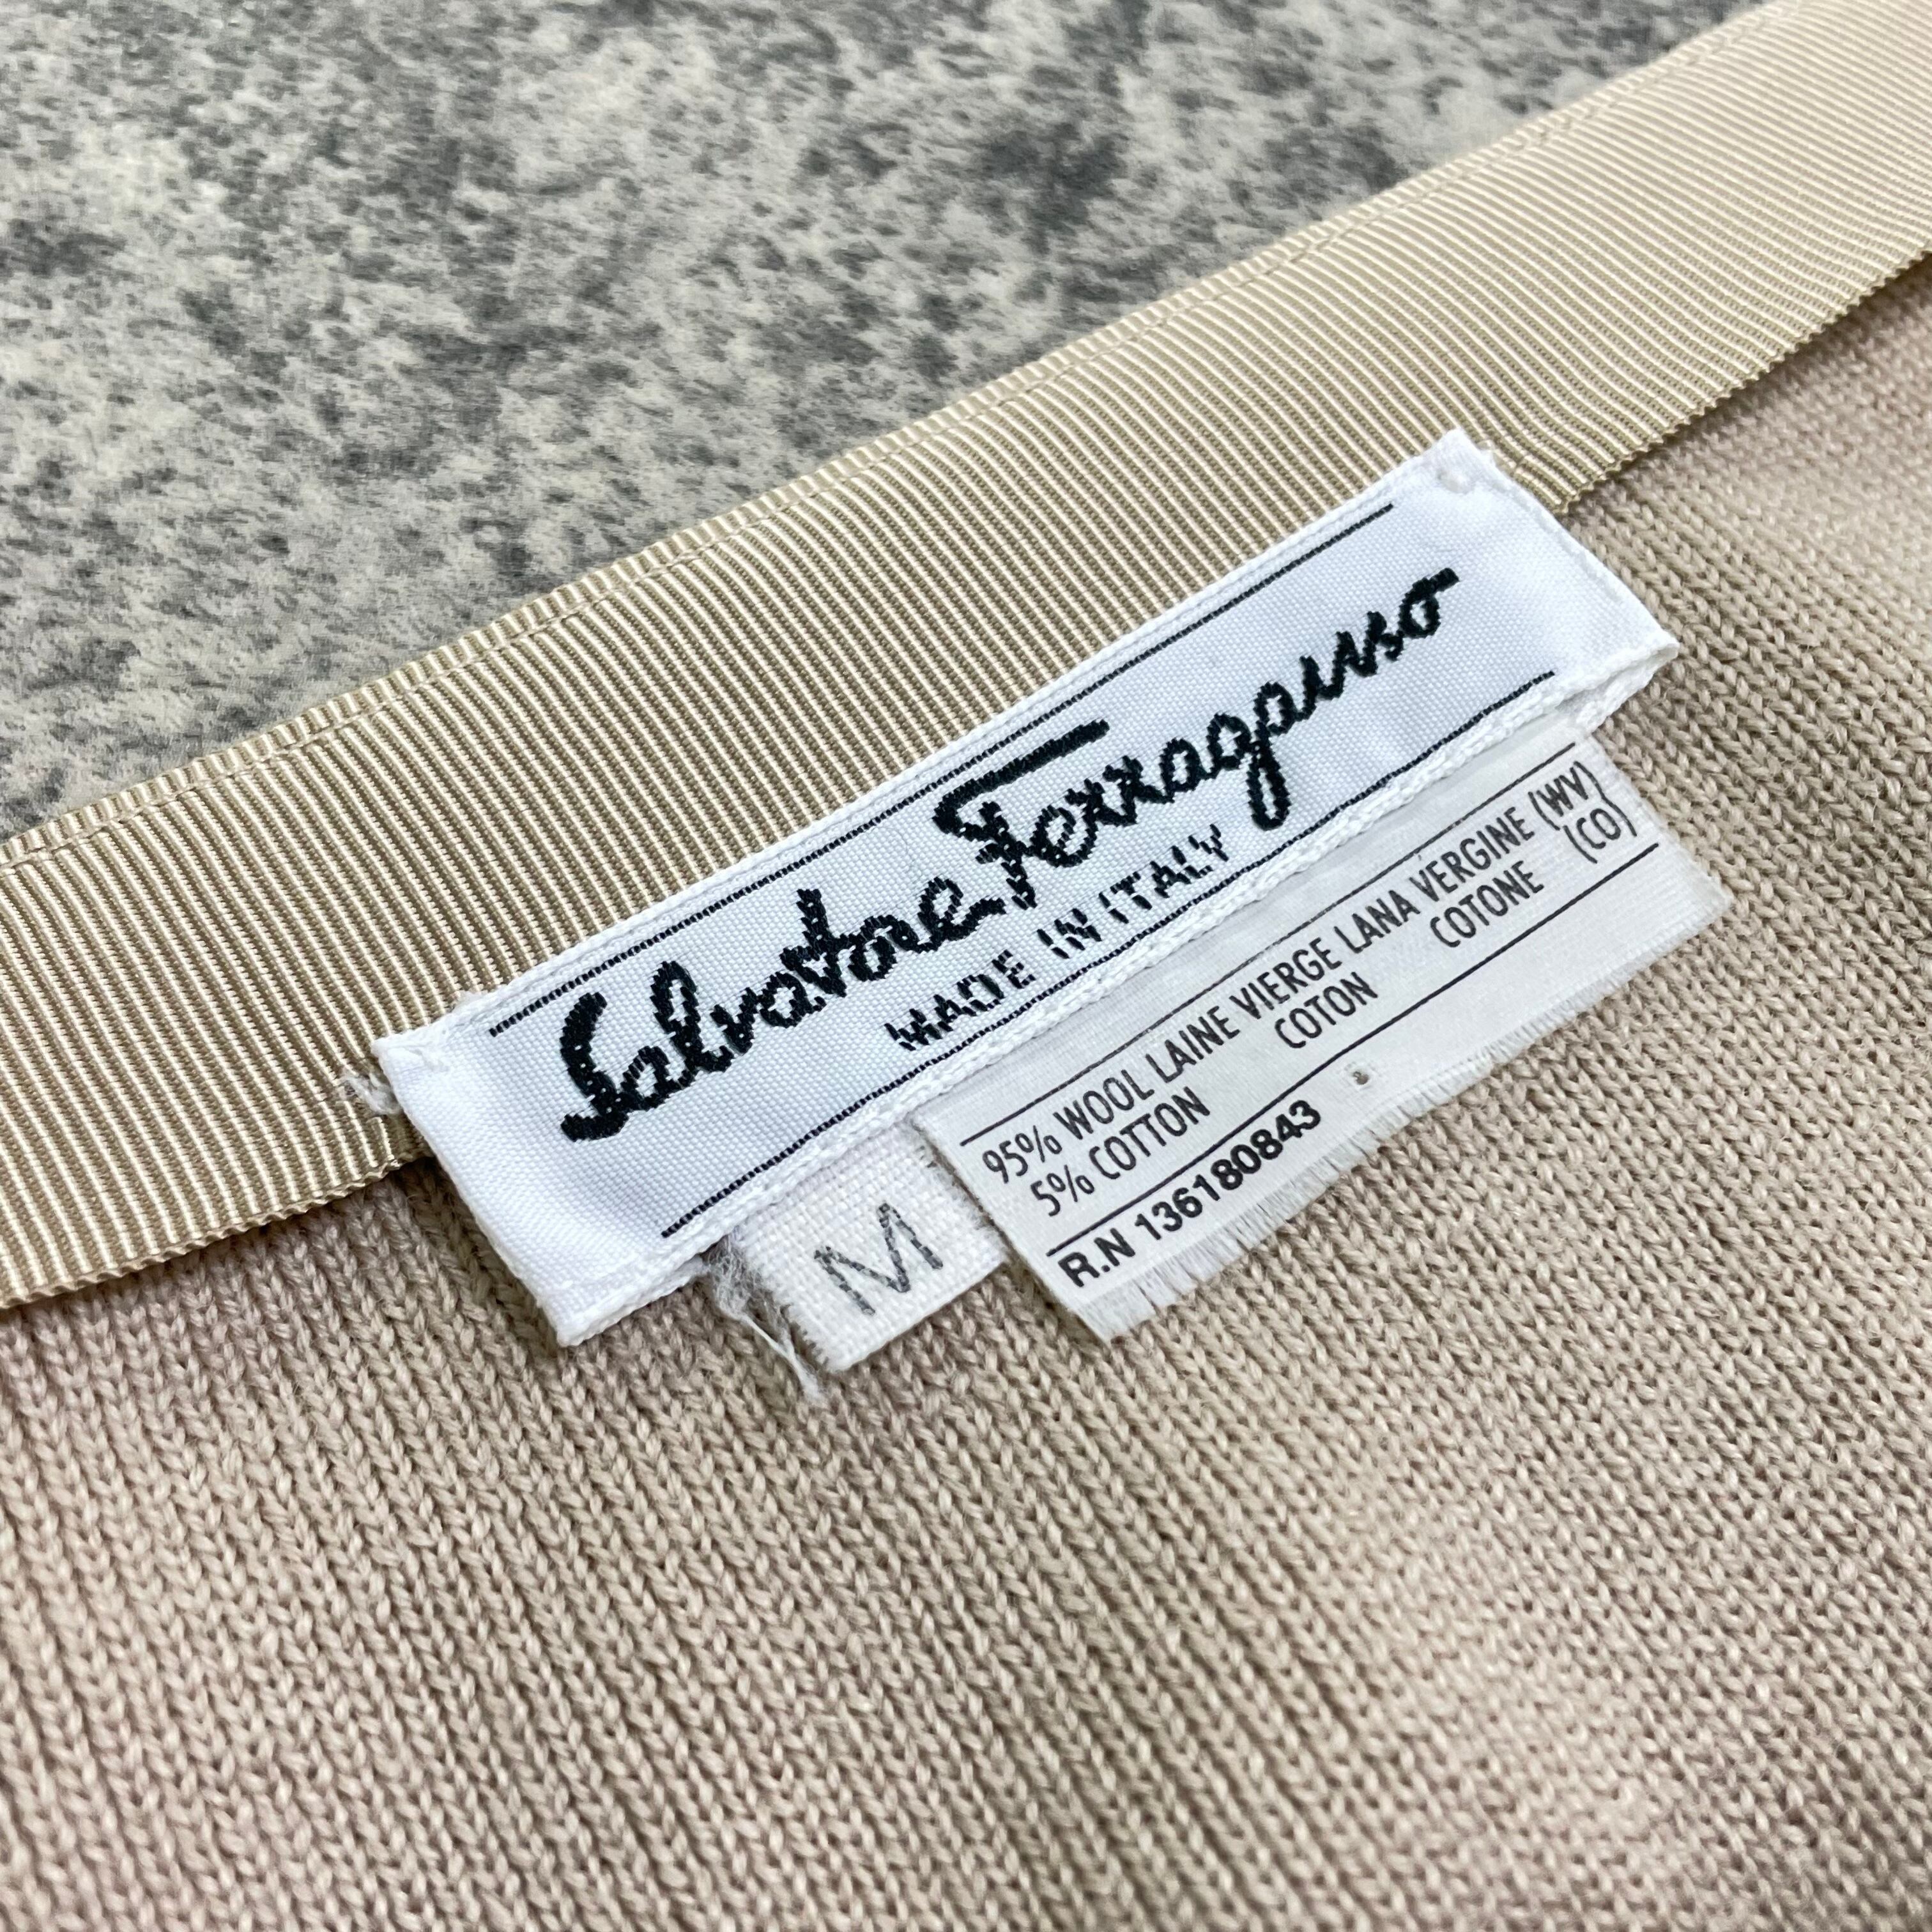 Salvatore Ferragamo
MADE IN ITALY
M
95% WOOL LAINE VIERGE LANA VERGINE (WV)
5% COTTON COTON COTONE (CO)
R.N 136180843